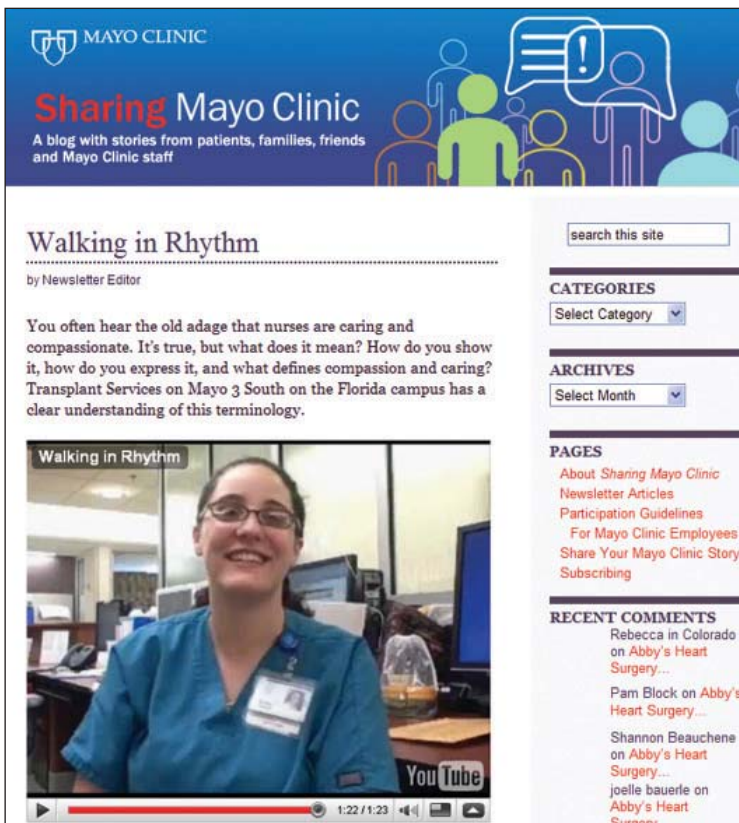 MAYO CLINIC
Sharing Mayo Clinic
A blog with stories from patients, families, friends
and Mayo Clinic staff
Walking in Rhythm
by Newsletter Editor
You often hear the old adage that nurses are caring and
compassionate. It's true, but what does it mean? How do you show
it, how do you express it, and what defines compassion and caring?
Transplant Services on Mayo 3 South on the Florida campus has a
clear understanding of this terminology.
Walking in Rhythm
YouTube
1:22 / 1:23
search this site
CATEGORIES
Select Category
ARCHIVES
Select Month
PAGES
About Sharing Mayo Clinic
Newsletter Articles
Participation Guidelines
For Mayo Clinic Employees
Share Your Mayo Clinic Story
Subscribing
RECENT COMMENTS
Rebecca in Colorado
on Abby's Heart
Surgery...
Pam Block on Abby's
Heart Surgery...
Shannon Beauchene
on Abby's Heart
Surgery...
joelle bauerle on
Abby's Heart
Surgery...